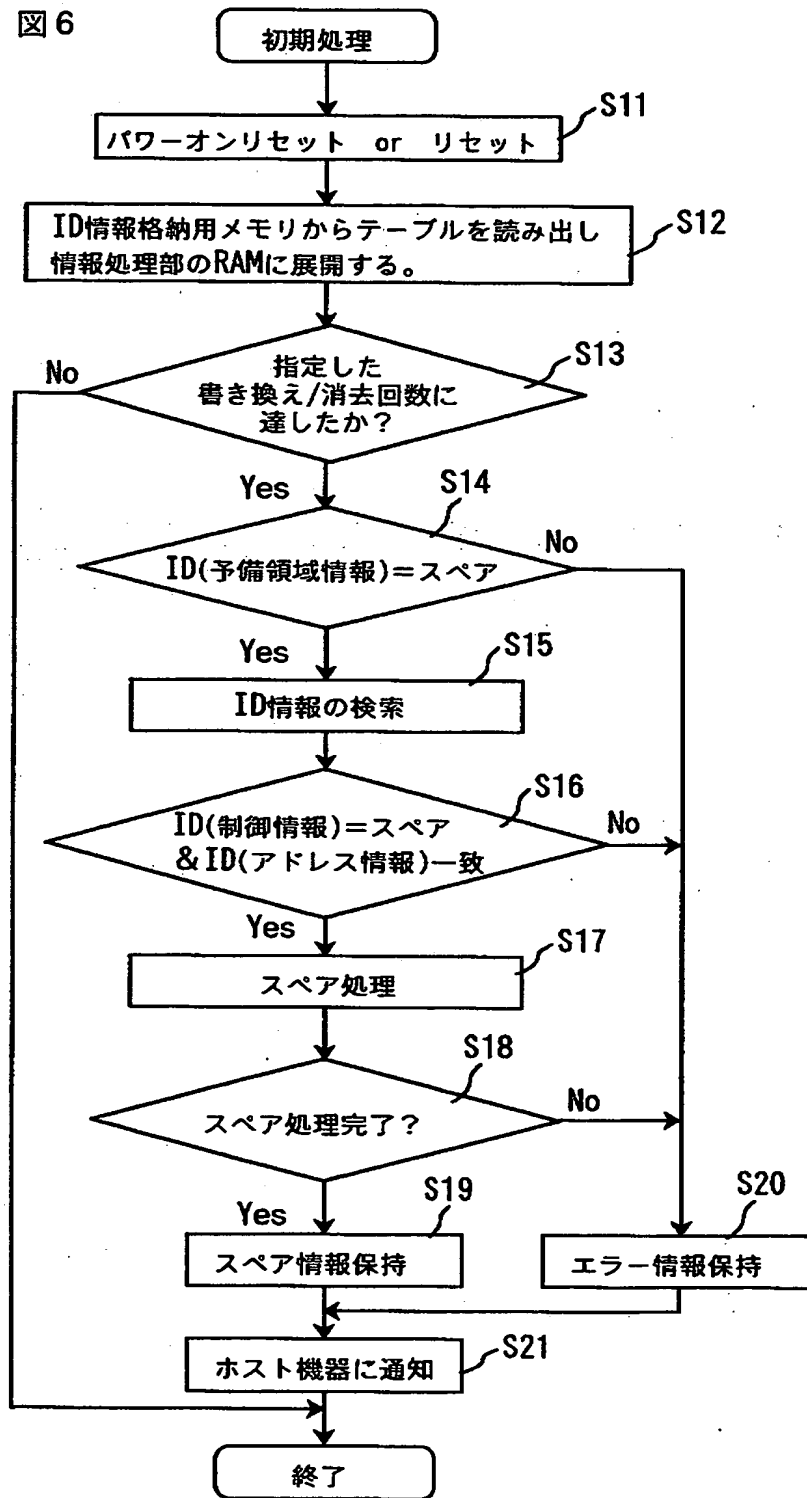 図6
初期処理
S11
パワーオンリセット or リセット
S12
ID情報格納用メモリからテーブルを読み出し
情報処理部のRAMに展開する。
S13
No
指定した
書き換え/消去回数に
達したか？
Yes
S14
No
ID(予備領域情報)＝スペア
Yes
S15
ID情報の検索
S16
ID(制御情報)＝スペア
No
＆ID(アドレス情報)一致
Yes
S17
スペア処理
S18
No
スペア処理完了？
Yes
S19
S20
スペア情報保持
エラー情報保持
S21
ホスト機器に通知
終了